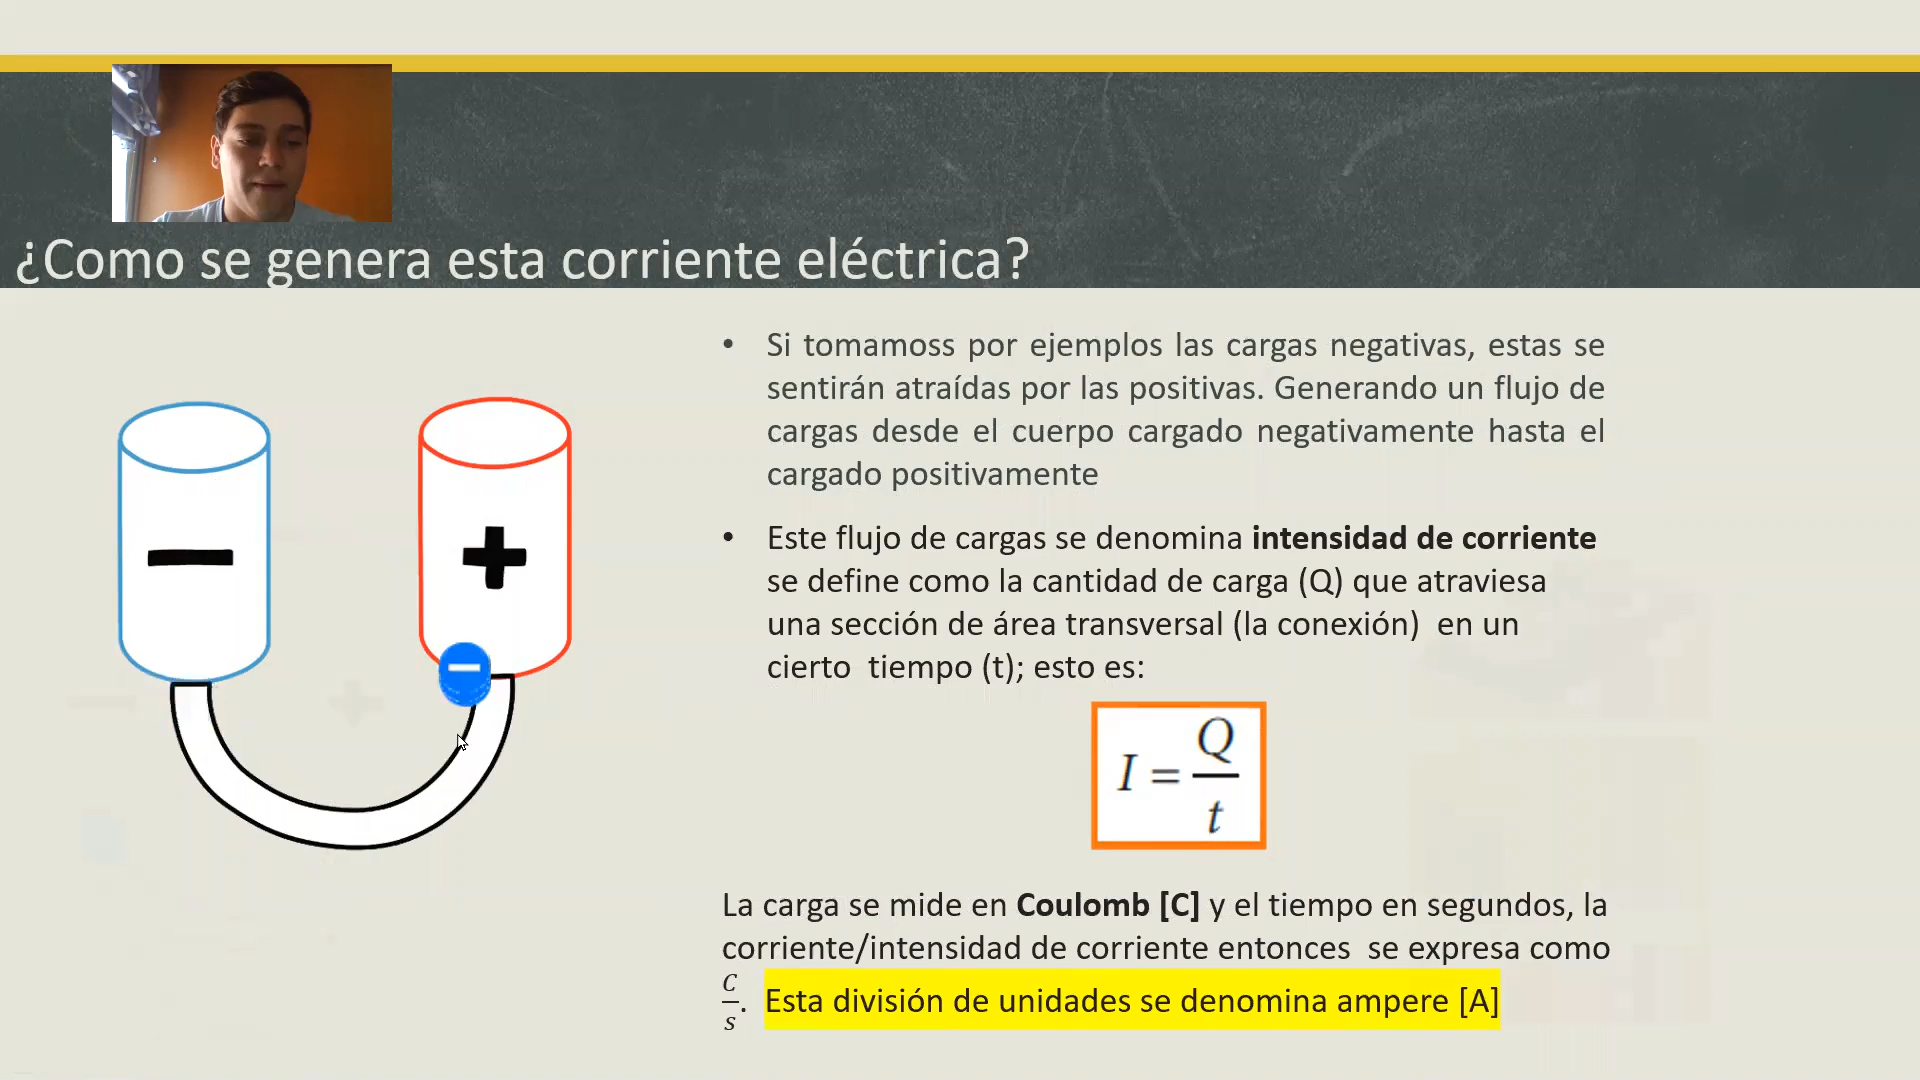 ¿Como se genera esta corriente eléctrica?
• Si tomamoss por ejemplos las cargas negativas, estas se
sentirán atraídas por las positivas. Generando un flujo de
cargas desde el cuerpo cargado negativamente hasta el
cargado positivamente
• Este flujo de cargas se denomina intensidad de corriente
se define como la cantidad de carga (Q) que atraviesa
una sección de área transversal (la conexión) en un
cierto tiempo (t); esto es:
I = Q/t
La carga se mide en Coulomb [C] y el tiempo en segundos, la
corriente/intensidad de corriente entonces se expresa como
C/s. Esta división de unidades se denomina ampere [A]
− +
−